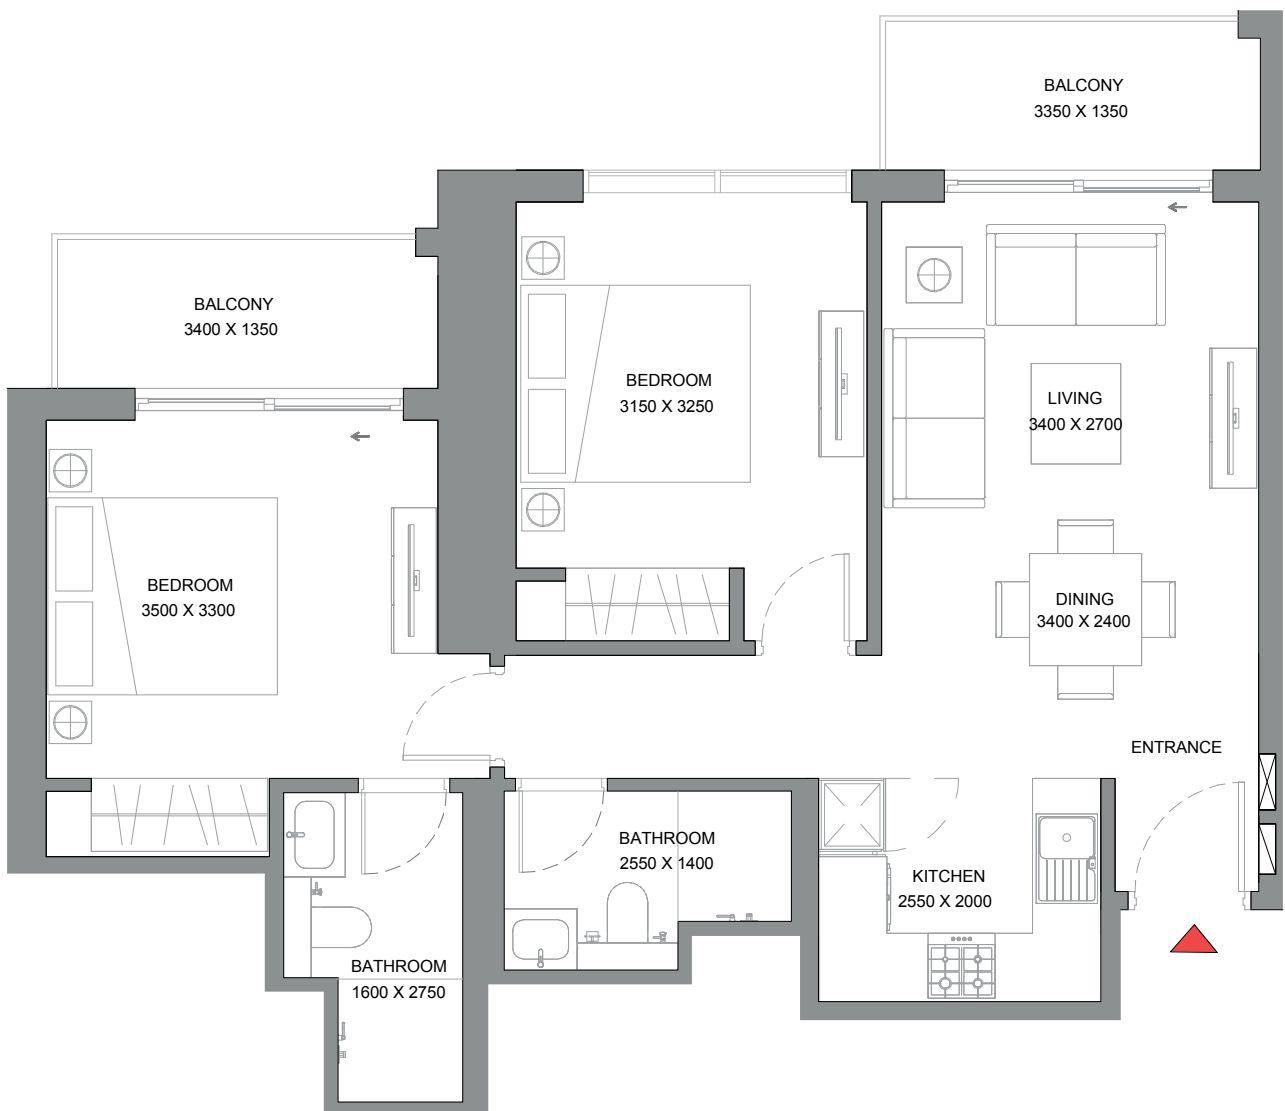 BALCONY
3350 X 1350
BALCONY
3400 X 1350
BEDROOM
3150 X 3250
LIVING
3400 X 2700
BEDROOM
3500 X 3300
DINING
3400 X 2400
ENTRANCE
BATHROOM
2550 X 1400
KITCHEN
2550 X 2000
BATHROOM
1600 X 2750